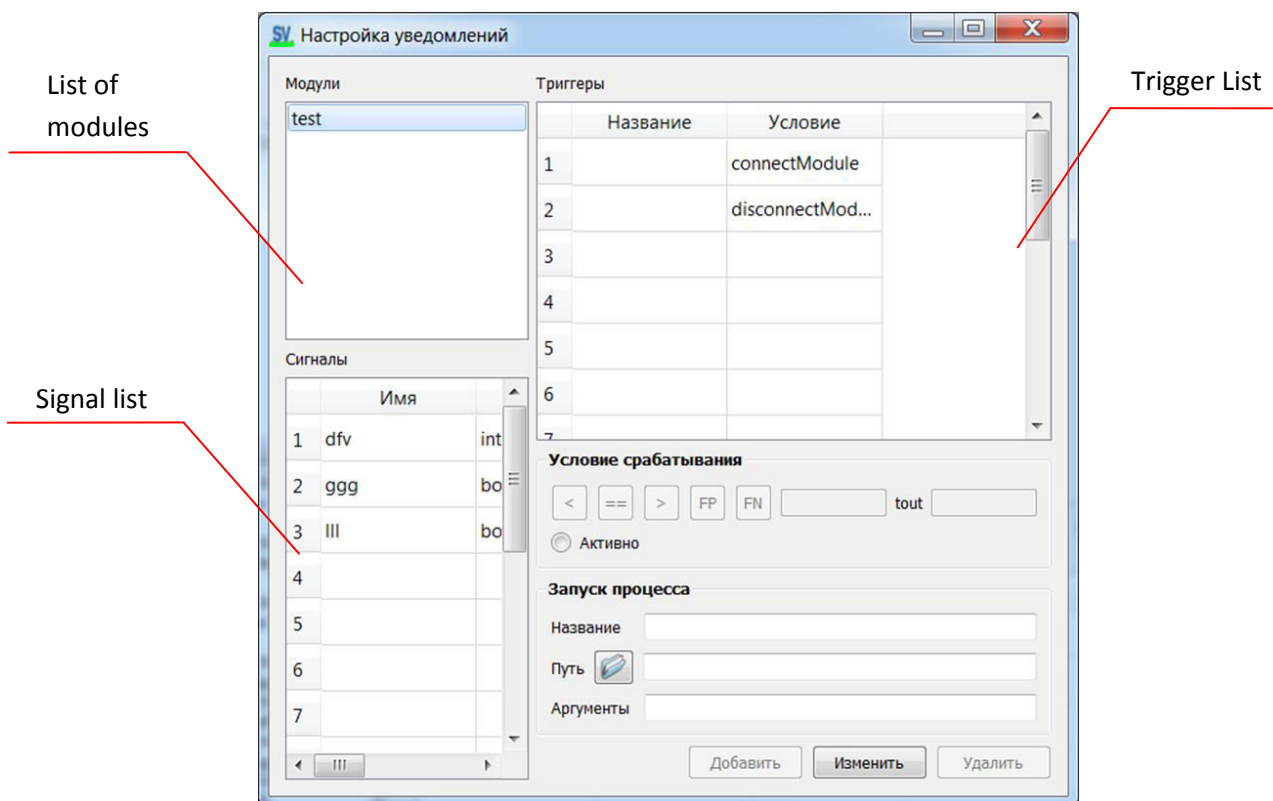 SV Настройка уведомлений
List of
modules
Trigger List
Signal list
Модули
test
Триггеры
Название Условие
1 connectModule
2 disconnectMod...
3
4
5
6
7
Сигналы
Имя
1 dfv int
2 ggg bo
3 lll bo
4
5
6
7
Условие срабатывания
< == > FP FN tout
Активно
Запуск процесса
Название
Путь
Аргументы
Добавить Изменить Удалить